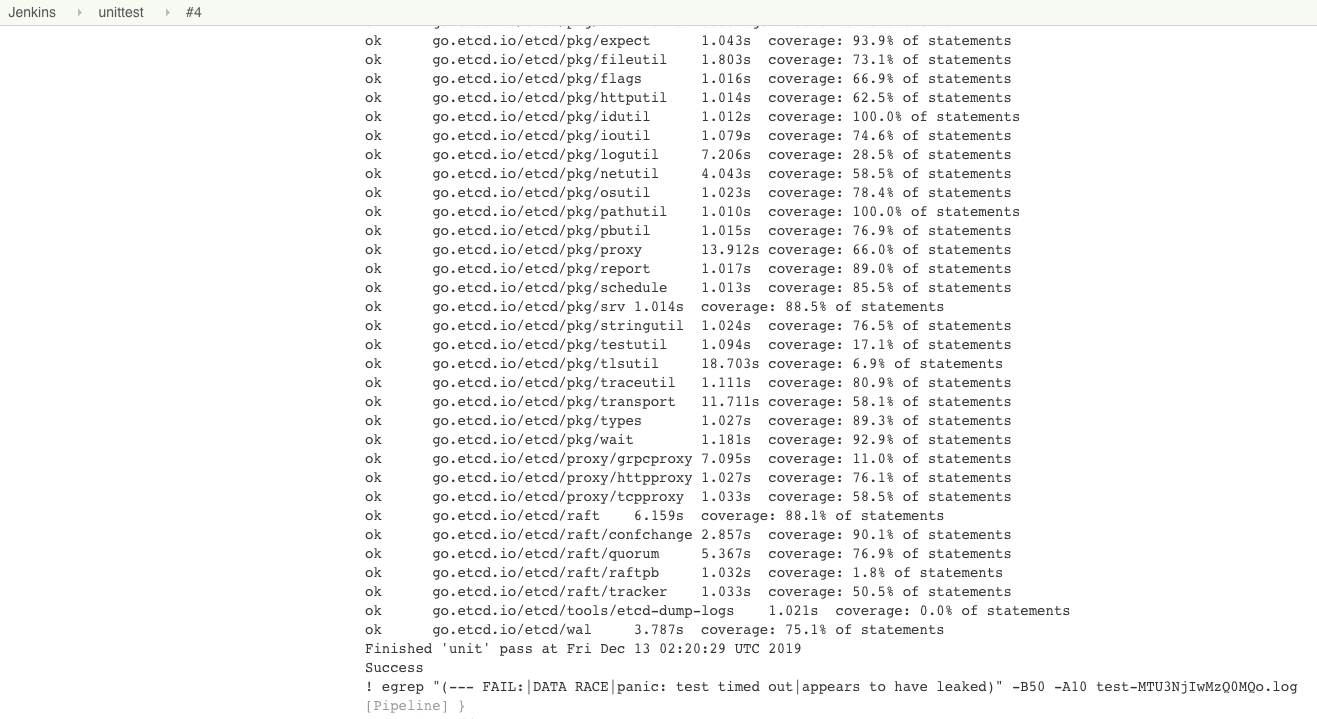 Jenkins unittest #4
ok go.etcd.io/etcd/pkg/expect 1.043s coverage: 93.9% of statements
ok go.etcd.io/etcd/pkg/fileutil 1.803s coverage: 73.1% of statements
ok go.etcd.io/etcd/pkg/flags 1.016s coverage: 66.9% of statements
ok go.etcd.io/etcd/pkg/httputil 1.014s coverage: 62.5% of statements
ok go.etcd.io/etcd/pkg/idutil 1.012s coverage: 100.0% of statements
ok go.etcd.io/etcd/pkg/ioutil 1.079s coverage: 74.6% of statements
ok go.etcd.io/etcd/pkg/logutil 7.206s coverage: 28.5% of statements
ok go.etcd.io/etcd/pkg/netutil 4.043s coverage: 58.5% of statements
ok go.etcd.io/etcd/pkg/osutil 1.023s coverage: 78.4% of statements
ok go.etcd.io/etcd/pkg/pathutil 1.010s coverage: 100.0% of statements
ok go.etcd.io/etcd/pkg/pbutil 1.015s coverage: 76.9% of statements
ok go.etcd.io/etcd/pkg/proxy 13.912s coverage: 66.0% of statements
ok go.etcd.io/etcd/pkg/report 1.017s coverage: 89.0% of statements
ok go.etcd.io/etcd/pkg/schedule 1.013s coverage: 85.5% of statements
ok go.etcd.io/etcd/pkg/srv 1.014s coverage: 88.5% of statements
ok go.etcd.io/etcd/pkg/stringutil 1.024s coverage: 76.5% of statements
ok go.etcd.io/etcd/pkg/testutil 1.094s coverage: 17.1% of statements
ok go.etcd.io/etcd/pkg/tlsutil 18.703s coverage: 6.9% of statements
ok go.etcd.io/etcd/pkg/traceutil 1.111s coverage: 80.9% of statements
ok go.etcd.io/etcd/pkg/transport 11.711s coverage: 58.1% of statements
ok go.etcd.io/etcd/pkg/types 1.027s coverage: 89.3% of statements
ok go.etcd.io/etcd/pkg/wait 1.181s coverage: 92.9% of statements
ok go.etcd.io/etcd/proxy/grpcproxy 7.095s coverage: 11.0% of statements
ok go.etcd.io/etcd/proxy/httpproxy 1.027s coverage: 76.1% of statements
ok go.etcd.io/etcd/proxy/tcpproxy 1.033s coverage: 58.5% of statements
ok go.etcd.io/etcd/raft 6.159s coverage: 88.1% of statements
ok go.etcd.io/etcd/raft/confchange 2.857s coverage: 90.1% of statements
ok go.etcd.io/etcd/raft/quorum 5.367s coverage: 76.9% of statements
ok go.etcd.io/etcd/raft/raftpb 1.032s coverage: 1.8% of statements
ok go.etcd.io/etcd/raft/tracker 1.033s coverage: 50.5% of statements
ok go.etcd.io/etcd/tools/etcd-dump-logs 1.021s coverage: 0.0% of statements
ok go.etcd.io/etcd/wal 3.787s coverage: 75.1% of statements
Finished 'unit' pass at Fri Dec 13 02:20:29 UTC 2019
Success
! egrep "(--- FAIL:|DATA RACE|panic: test timed out|appears to have leaked)" -B50 -A10 test-MTU3NjIwMzQ0MQo.log
[Pipeline] }